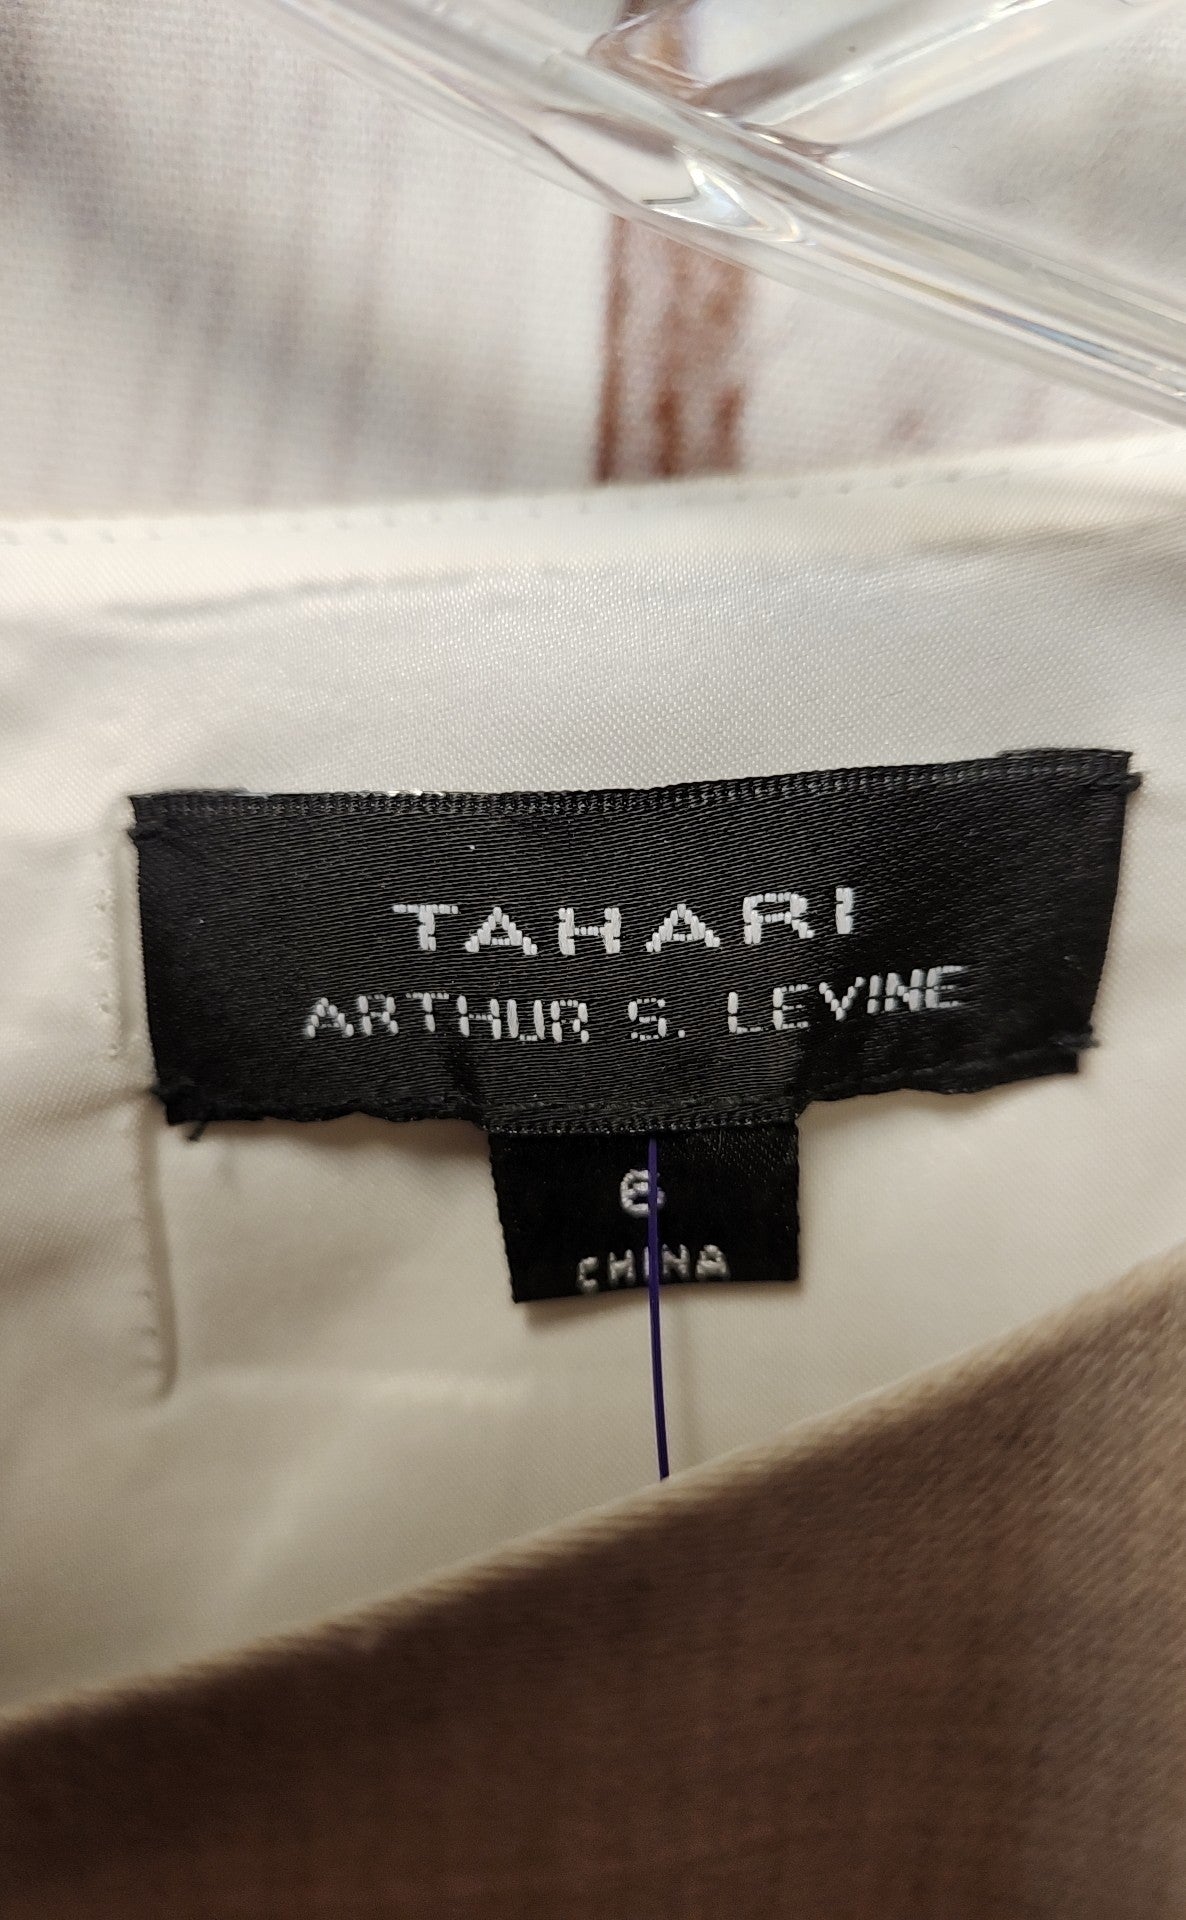 TAHARI
ARTHUR S. LEVINE
6
CHINA